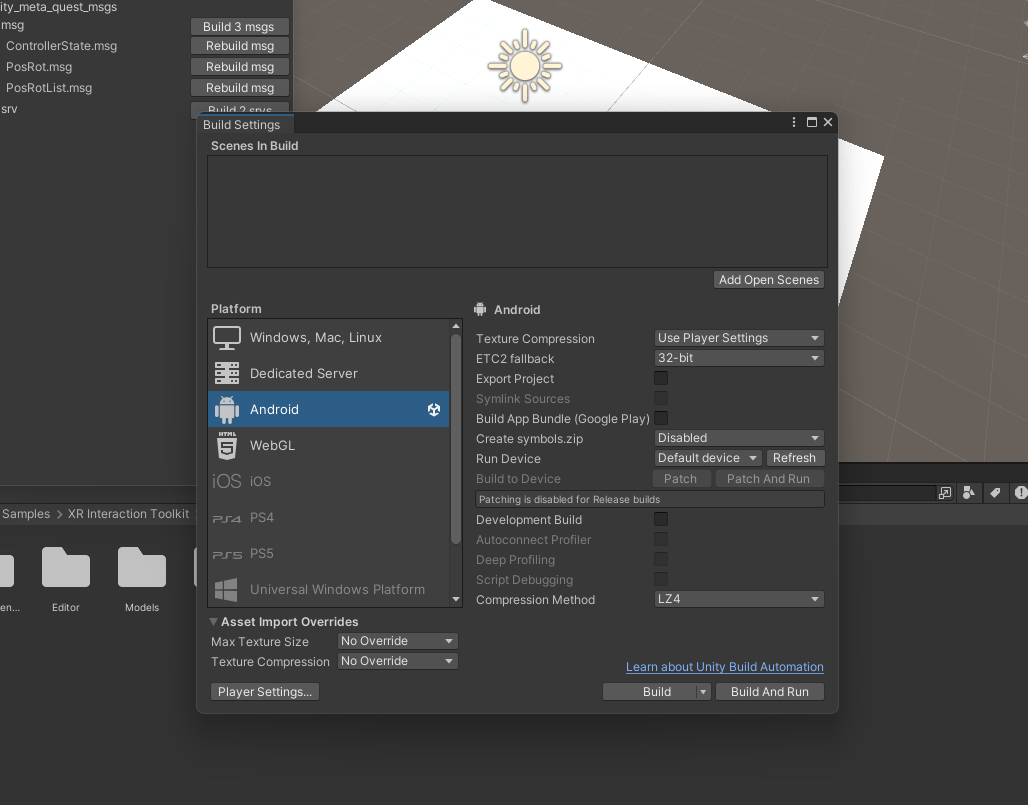 ity_meta_quest_msgs
msg
Build 3 msgs
ControllerState.msg
Rebuild msg
PosRot.msg
Rebuild msg
PosRotList.msg
Rebuild msg
srv
Build 2 srvs
Build Settings
Scenes In Build
Add Open Scenes
Platform
Windows, Mac, Linux
Dedicated Server
Android
HTML
5
WebGL
iOS
iOS
PS4
PS4
PS5
PS5
Universal Windows Platform
Android
Texture Compression
Use Player Settings
ETC2 fallback
32-bit
Export Project
Symlink Sources
Build App Bundle (Google Play)
Create symbols.zip
Disabled
Run Device
Default device
Refresh
Build to Device
Patch
Patch And Run
Patching is disabled for Release builds
Development Build
Autoconnect Profiler
Deep Profiling
Script Debugging
Compression Method
LZ4
Asset Import Overrides
Max Texture Size
No Override
Texture Compression
No Override
Learn about Unity Build Automation
Player Settings...
Build
Build And Run
Samples > XR Interaction Toolkit
en...
Editor
Models